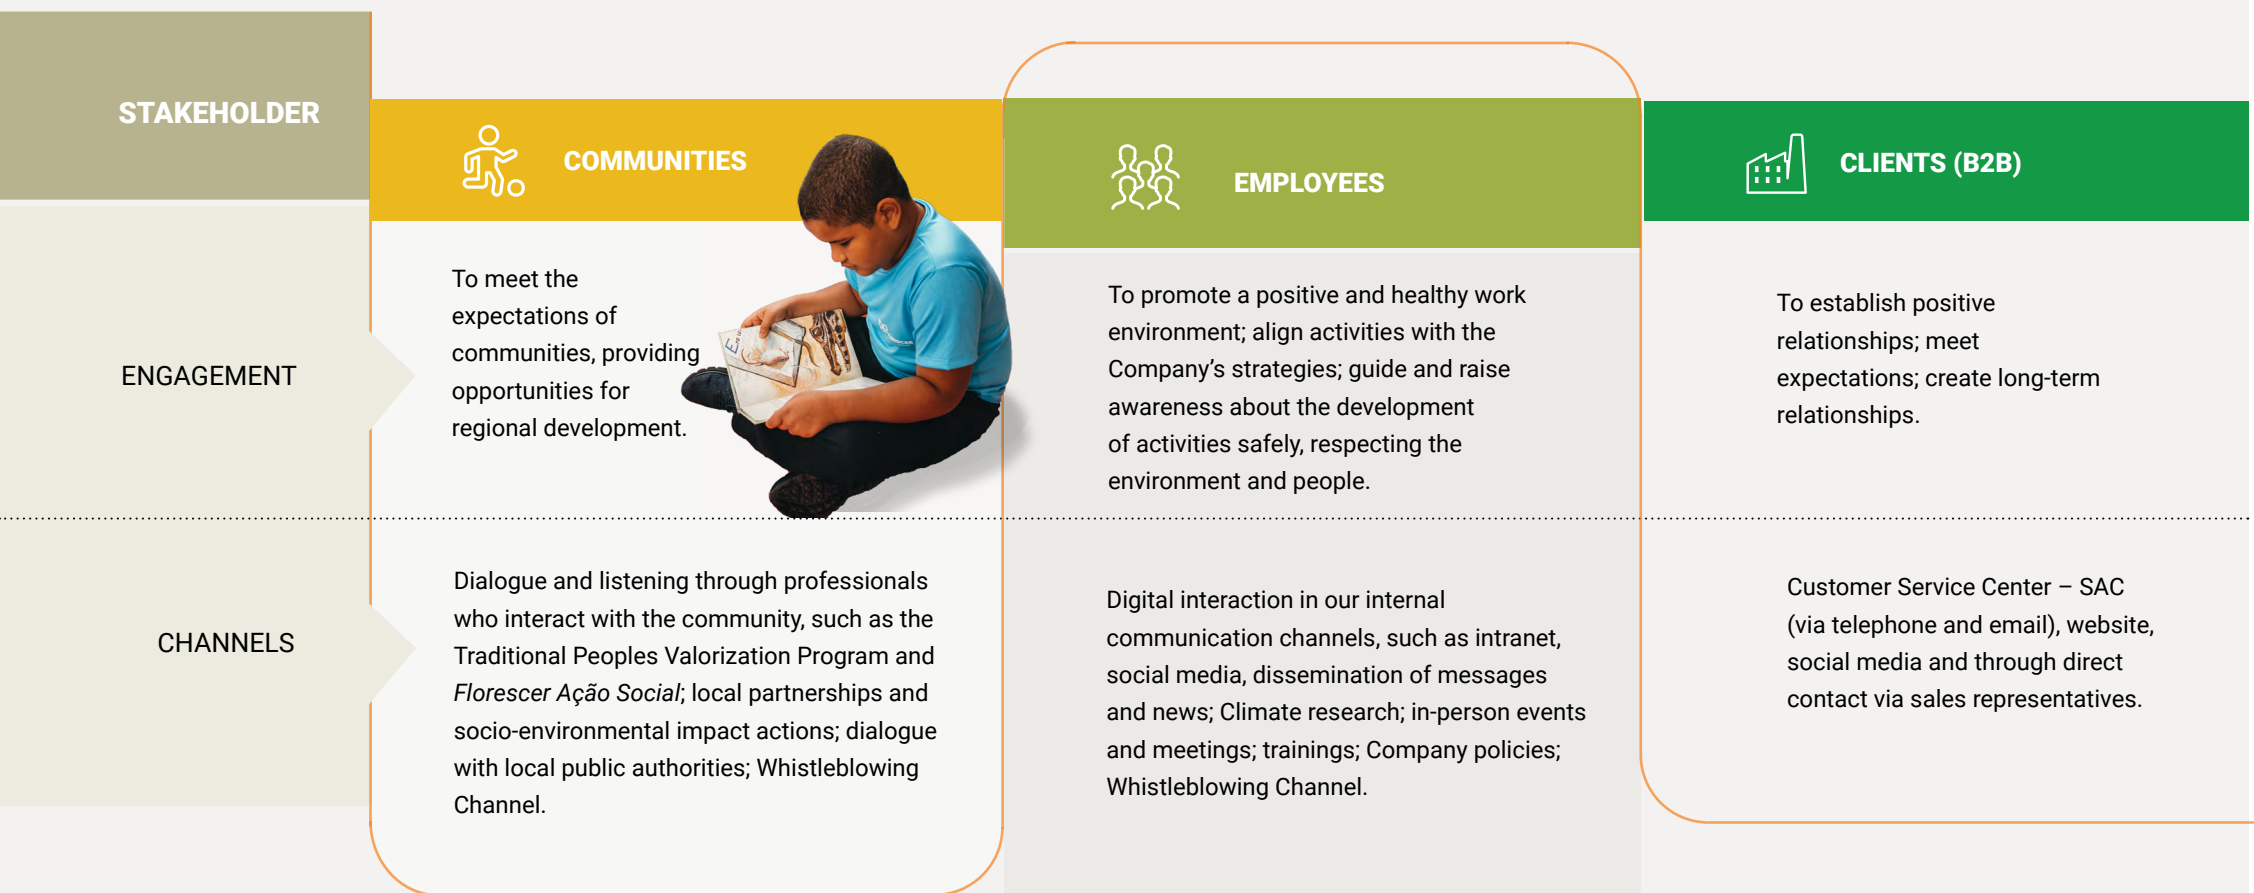 STAKEHOLDER
COMMUNITIES
EMPLOYEES
CLIENTS (B2B)
ENGAGEMENT
To meet the
expectations of
communities, providing
opportunities for
regional development.
To promote a positive and healthy work
environment; align activities with the
Company's strategies; guide and raise
awareness about the development
of activities safely, respecting the
environment and people.
To establish positive
relationships; meet
expectations; create long-term
relationships.
CHANNELS
Dialogue and listening through professionals
who interact with the community, such as the
Traditional Peoples Valorization Program and
Florescer Ação Social; local partnerships and
socio-environmental impact actions; dialogue
with local public authorities; Whistleblowing
Channel.
Digital interaction in our internal
communication channels, such as intranet,
social media, dissemination of messages
and news; Climate research; in-person events
and meetings; trainings; Company policies;
Whistleblowing Channel.
Customer Service Center – SAC
(via telephone and email), website,
social media and through direct
contact via sales representatives.